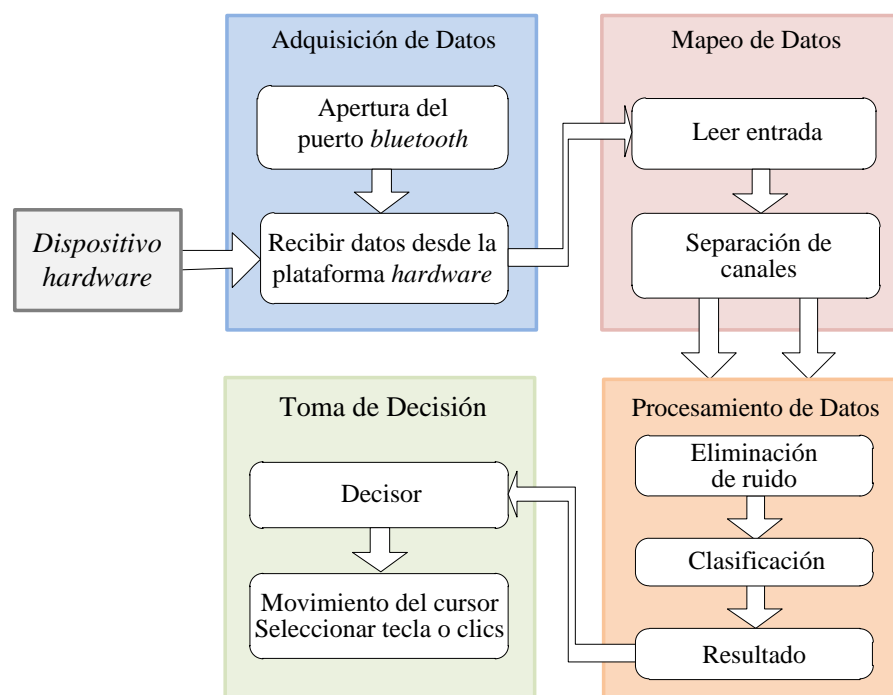 Adquisición de Datos
Apertura del
puerto bluetooth
Recibir datos desde la
plataforma hardware
Dispositivo
hardware
Mapeo de Datos
Leer entrada
Separación de
canales
Procesamiento de Datos
Eliminación
de ruido
Clasificación
Resultado
Toma de Decisión
Decisor
Movimiento del cursor
Seleccionar tecla o clics